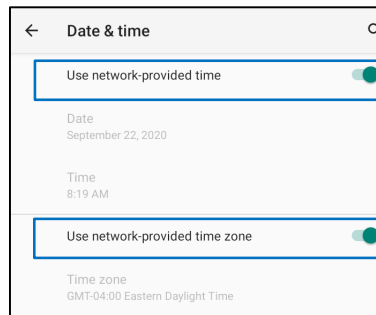 Date & time
Use network-provided time
Date
September 22, 2020
Time
8:19 AM
Use network-provided time zone
Time zone
GMT-04:00 Eastern Daylight Time